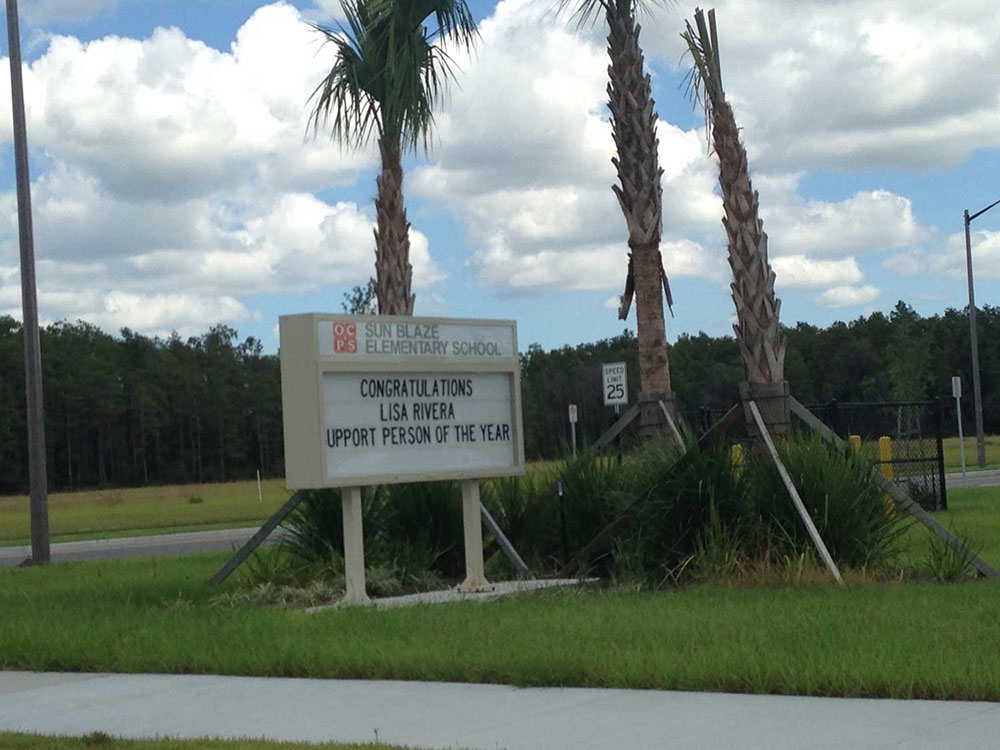 OC
PS
SUN BLAZE
ELEMENTARY SCHOOL
CONGRATULATIONS
LISA RIVERA
UPPORT PERSON OF THE YEAR
SPEED
LIMIT
25